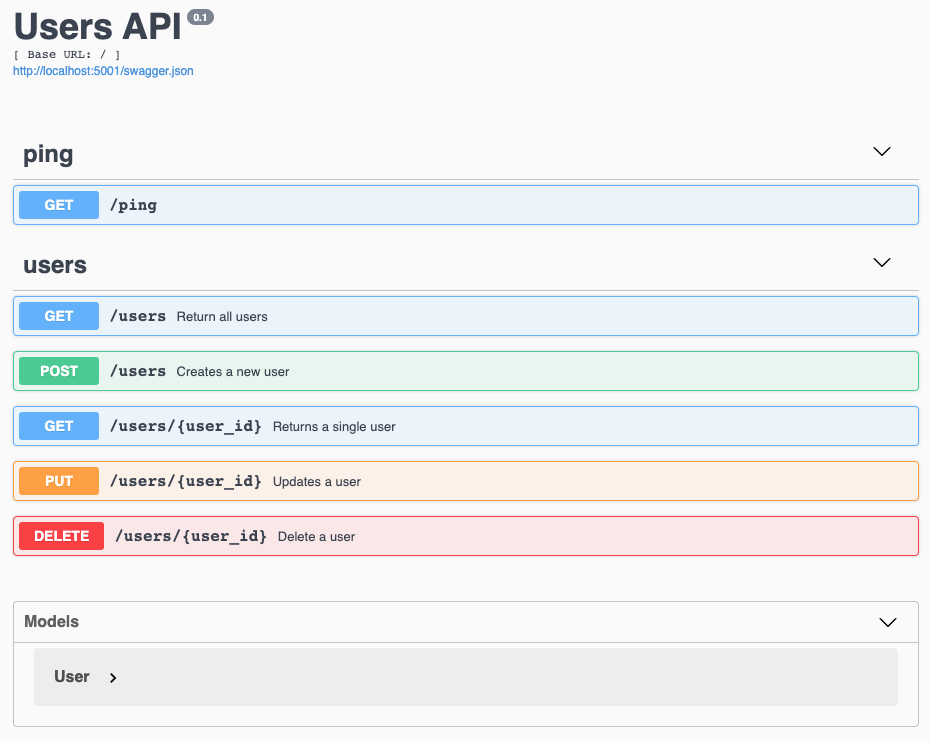 Users API 0.1
[ Base URL: / ]
http://localhost:5001/swagger.json
ping
GET /ping
users
GET /users Return all users
POST /users Creates a new user
GET /users/{user_id} Returns a single user
PUT /users/{user_id} Updates a user
DELETE /users/{user_id} Delete a user
Models
User